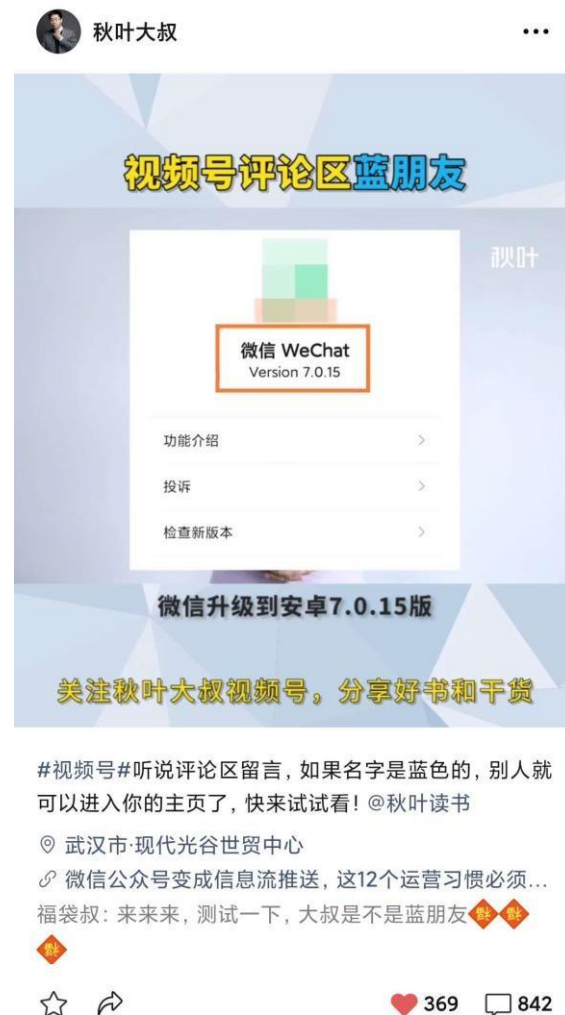 秋叶大叔
视频号评论区蓝朋友
秋叶
微信 WeChat
Version 7.0.15
功能介绍
投诉
检查新版本
微信升级到安卓7.0.15版
关注秋叶大叔视频号，分享好书和干货
#视频号#听说评论区留言，如果名字是蓝色的，别人就
可以进入你的主页了，快来试试看！@秋叶读书
武汉市·现代光谷世贸中心
微信公众号变成信息流推送，这12个运营习惯必须...
福袋叔：来来来，测试一下，大叔是不是蓝朋友福福
福
369 842